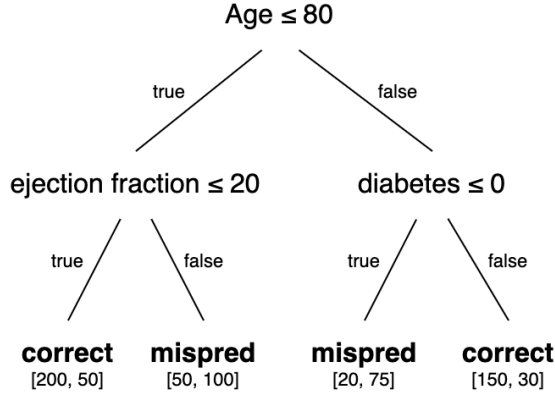 Age ≤ 80
true
false
ejection fraction ≤ 20
diabetes ≤ 0
true
false
true
false
correct
mispred
mispred
correct
[200, 50]
[50, 100]
[20, 75]
[150, 30]